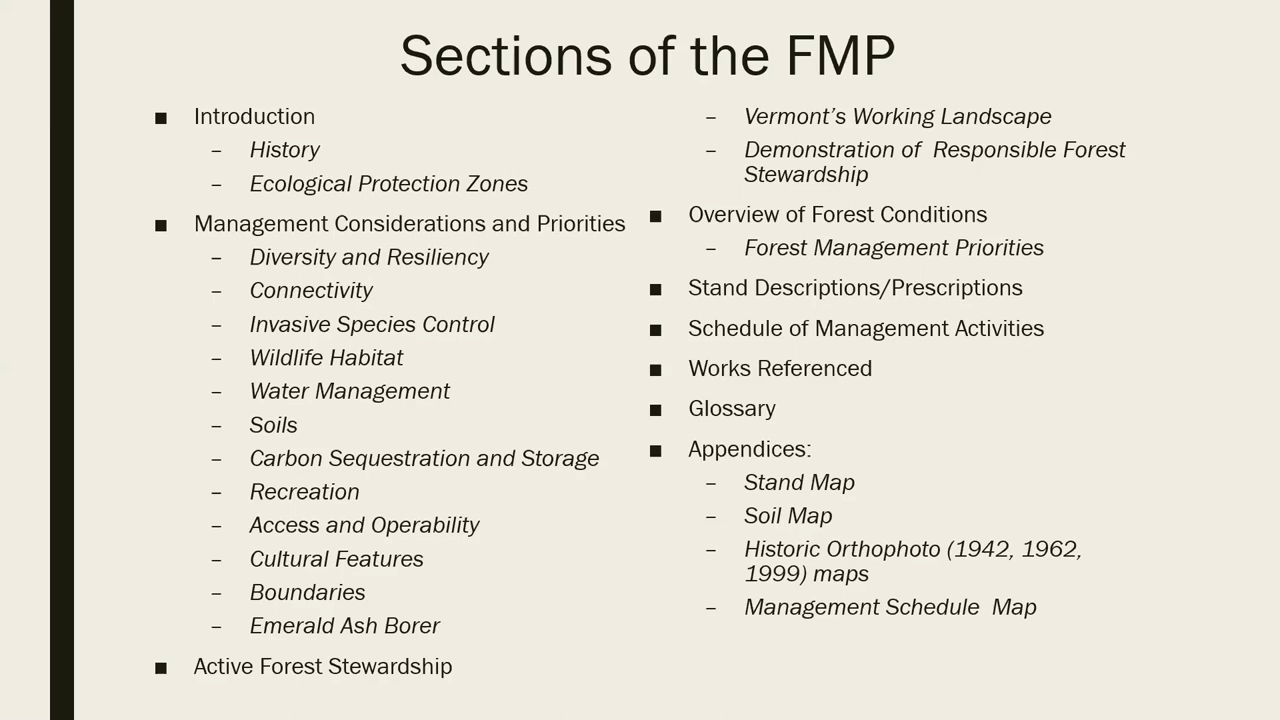 Sections of the FMP
■ Introduction
– History
– Ecological Protection Zones
■ Management Considerations and Priorities
– Diversity and Resiliency
– Connectivity
– Invasive Species Control
– Wildlife Habitat
– Water Management
– Soils
– Carbon Sequestration and Storage
– Recreation
– Access and Operability
– Cultural Features
– Boundaries
– Emerald Ash Borer
■ Active Forest Stewardship
– Vermont’s Working Landscape
– Demonstration of  Responsible Forest
Stewardship
■ Overview of Forest Conditions
– Forest Management Priorities
■ Stand Descriptions/Prescriptions
■ Schedule of Management Activities
■ Works Referenced
■ Glossary
■ Appendices:
– Stand Map
– Soil Map
– Historic Orthophoto (1942, 1962,
1999) maps
– Management Schedule  Map